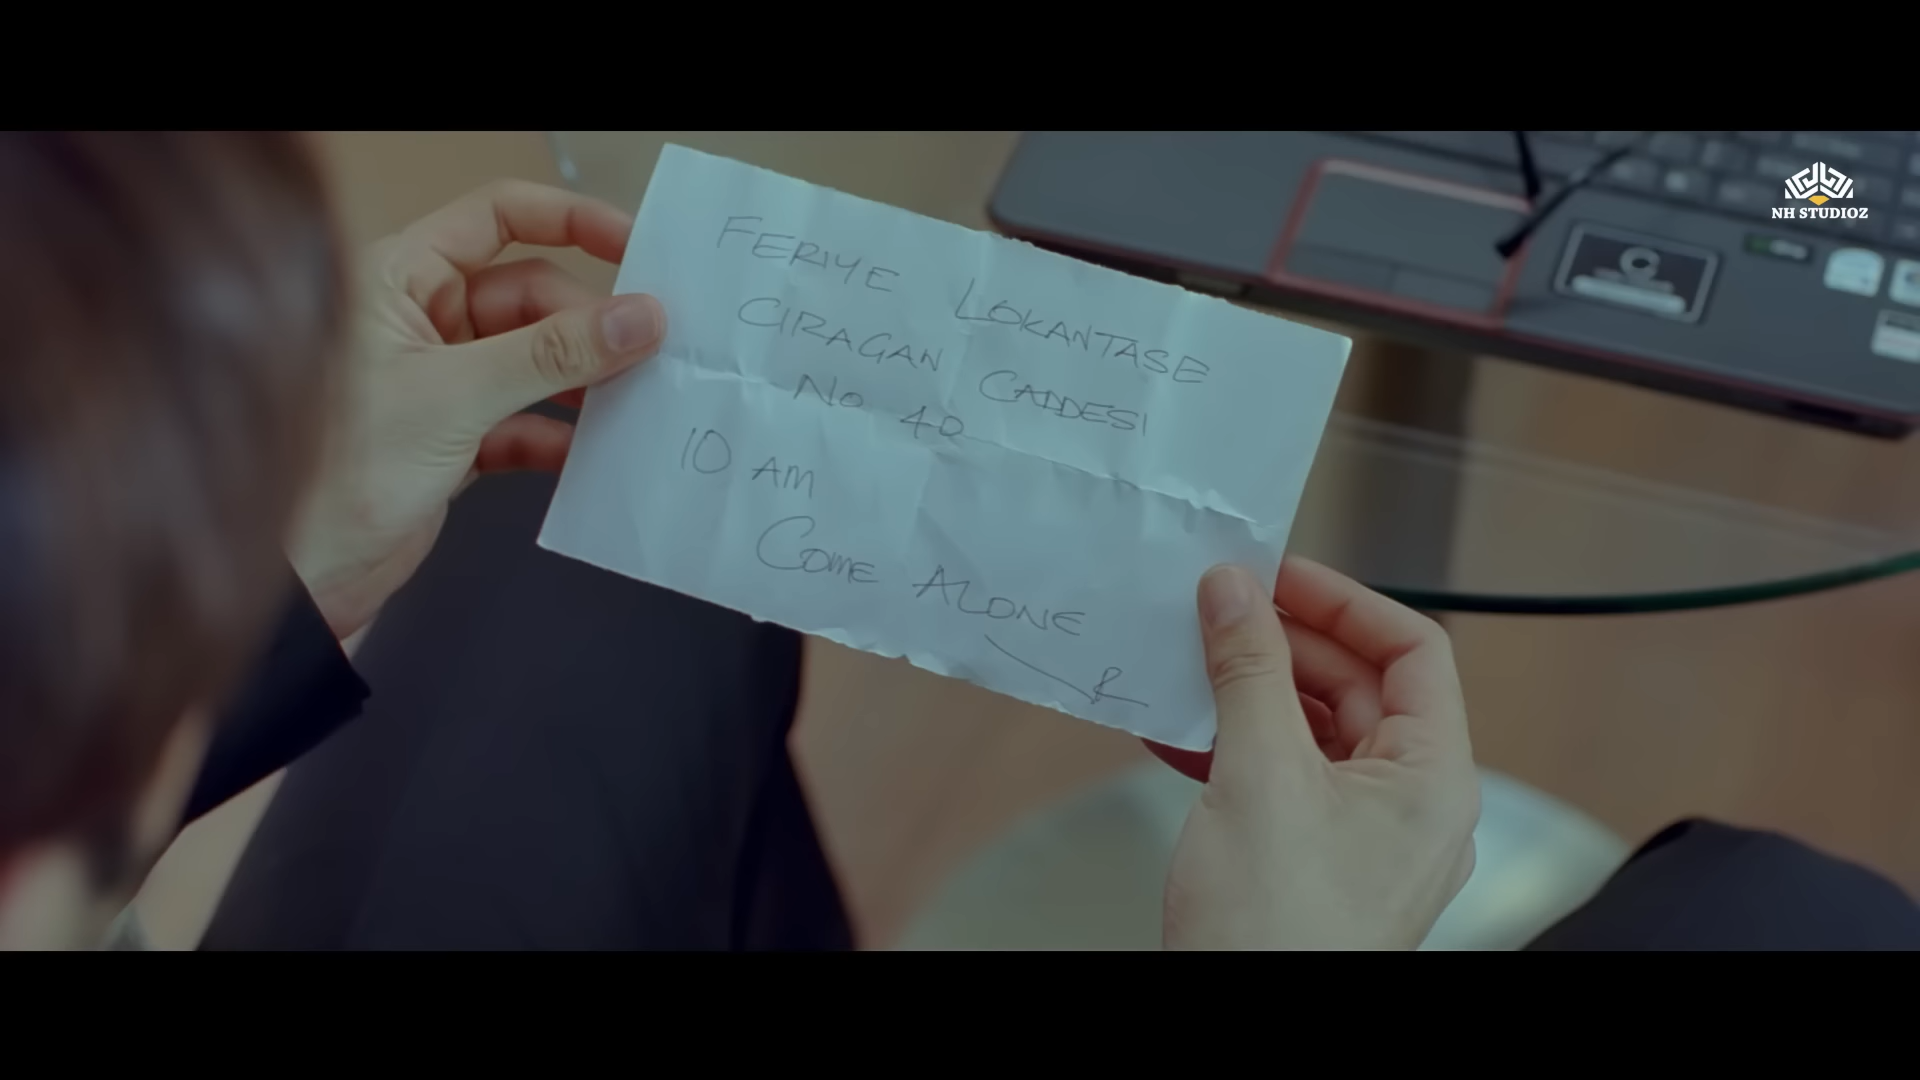 NH STUDIOZ
FERIYE LOKANTASE
CIRAGAN CADDESI
No 40
10 AM
COME ALONE
R